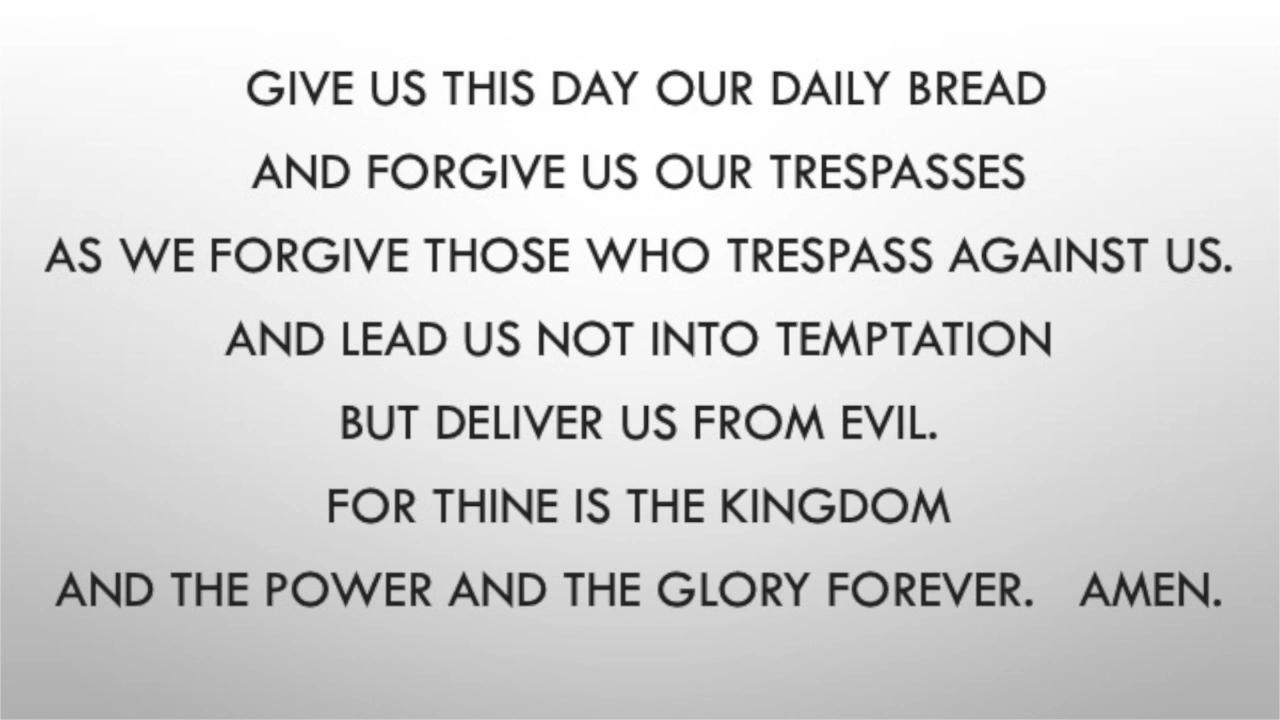 GIVE US THIS DAY OUR DAILY BREAD
AND FORGIVE US OUR TRESPASSES
AS WE FORGIVE THOSE WHO TRESPASS AGAINST US.
AND LEAD US NOT INTO TEMPTATION
BUT DELIVER US FROM EVIL.
FOR THINE IS THE KINGDOM
AND THE POWER AND THE GLORY FOREVER.   AMEN.